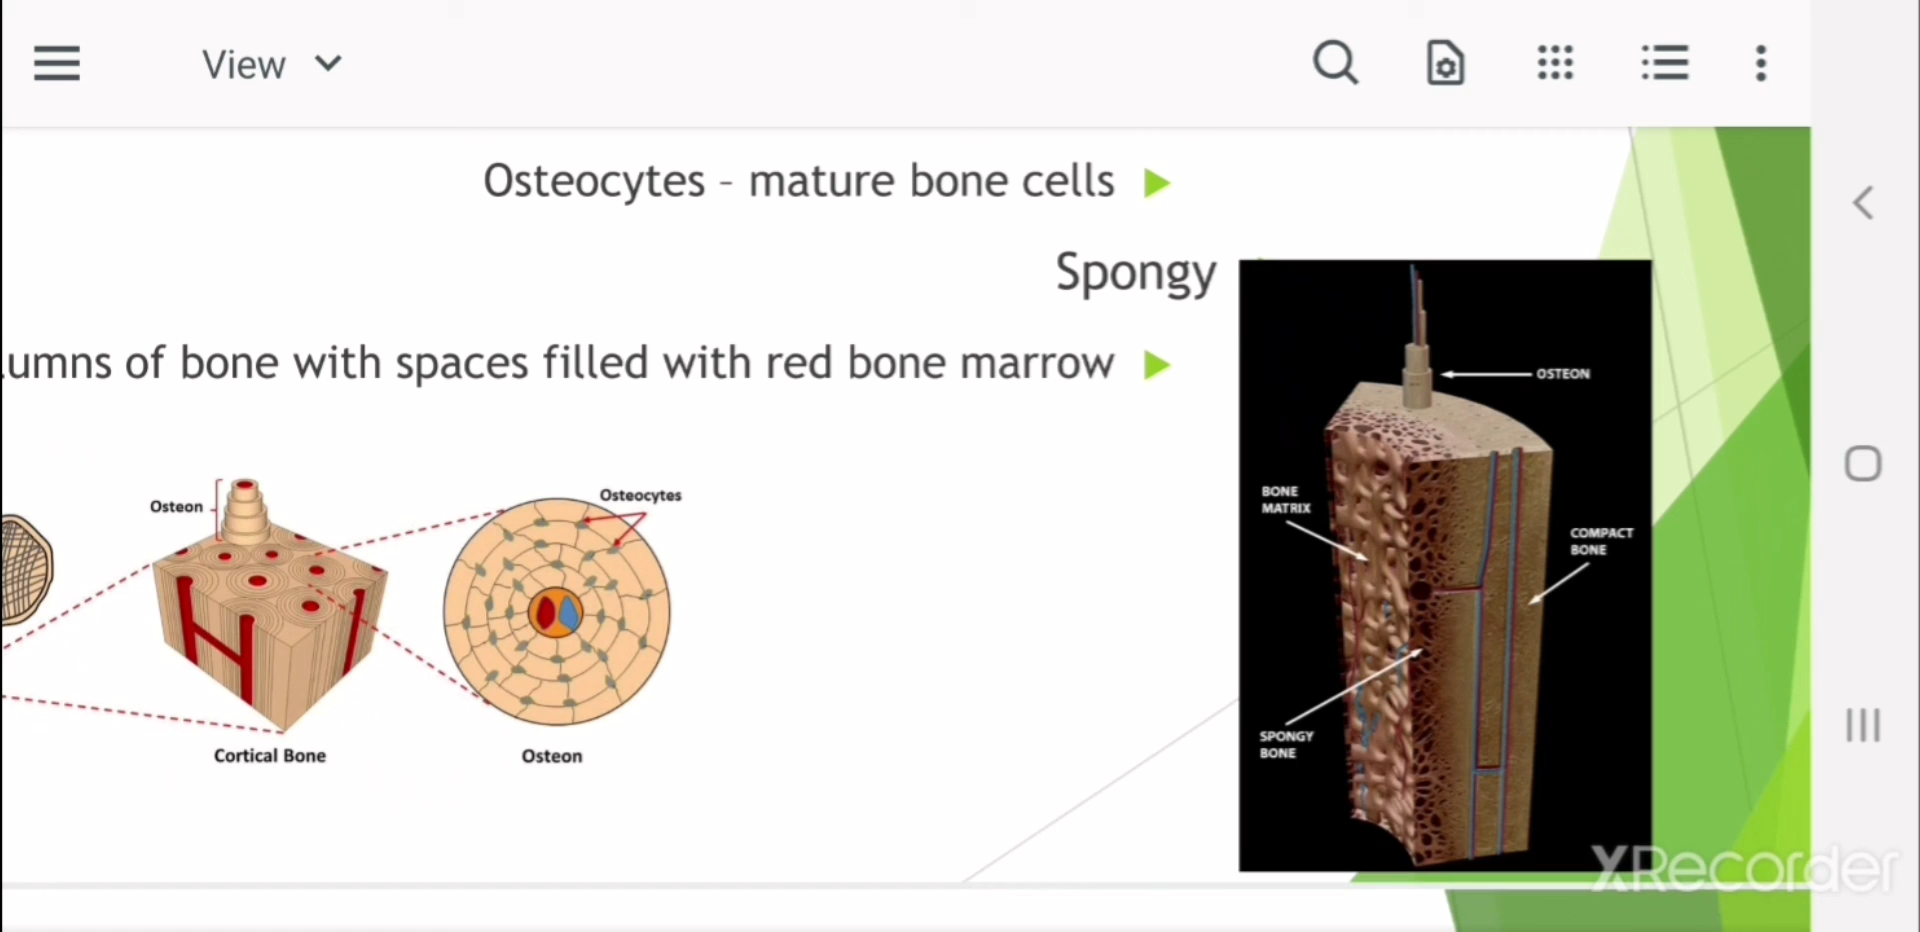 View
Osteocytes - mature bone cells
Spongy
umns of bone with spaces filled with red bone marrow
Osteon
Osteocytes
Cortical Bone
Osteon
OSTEON
BONE
MATRIX
COMPACT
BONE
SPONGY
BONE
XRecorder